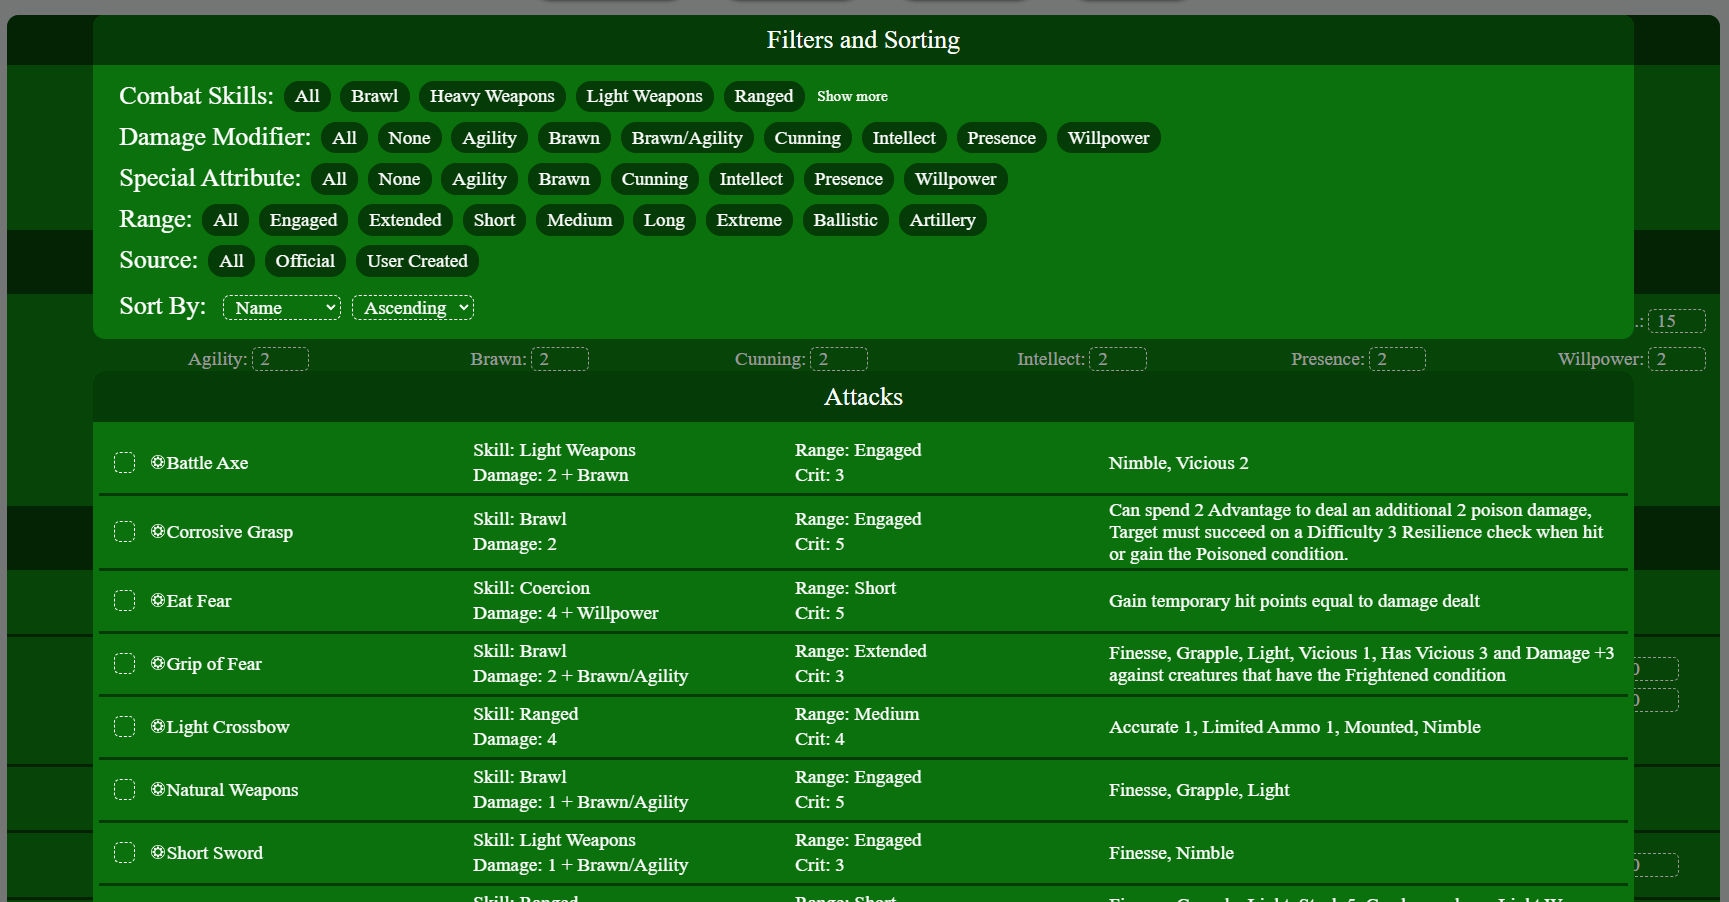 Filters and Sorting
Combat Skills: All Brawl Heavy Weapons Light Weapons Ranged Show more
Damage Modifier: All None Agility Brawn Brawn/Agility Cunning Intellect Presence Willpower
Special Attribute: All None Agility Brawn Cunning Intellect Presence Willpower
Range: All Engaged Extended Short Medium Long Extreme Ballistic Artillery
Source: All Official User Created
Sort By: Name Ascending
.: 15
Agility: 2 Brawn: 2 Cunning: 2 Intellect: 2 Presence: 2 Willpower: 2
Attacks
Battle Axe
Skill: Light Weapons
Damage: 2 + Brawn
Range: Engaged
Crit: 3
Nimble, Vicious 2
Corrosive Grasp
Skill: Brawl
Damage: 2
Range: Engaged
Crit: 5
Can spend 2 Advantage to deal an additional 2 poison damage,
Target must succeed on a Difficulty 3 Resilience check when hit
or gain the Poisoned condition.
Eat Fear
Skill: Coercion
Damage: 4 + Willpower
Range: Short
Crit: 5
Gain temporary hit points equal to damage dealt
Grip of Fear
Skill: Brawl
Damage: 2 + Brawn/Agility
Range: Extended
Crit: 3
Finesse, Grapple, Light, Vicious 1, Has Vicious 3 and Damage +3
against creatures that have the Frightened condition
Light Crossbow
Skill: Ranged
Damage: 4
Range: Medium
Crit: 4
Accurate 1, Limited Ammo 1, Mounted, Nimble
Natural Weapons
Skill: Brawl
Damage: 1 + Brawn/Agility
Range: Engaged
Crit: 5
Finesse, Grapple, Light
Short Sword
Skill: Light Weapons
Damage: 1 + Brawn/Agility
Range: Engaged
Crit: 3
Finesse, Nimble
Skill: Ranged
Range: Short